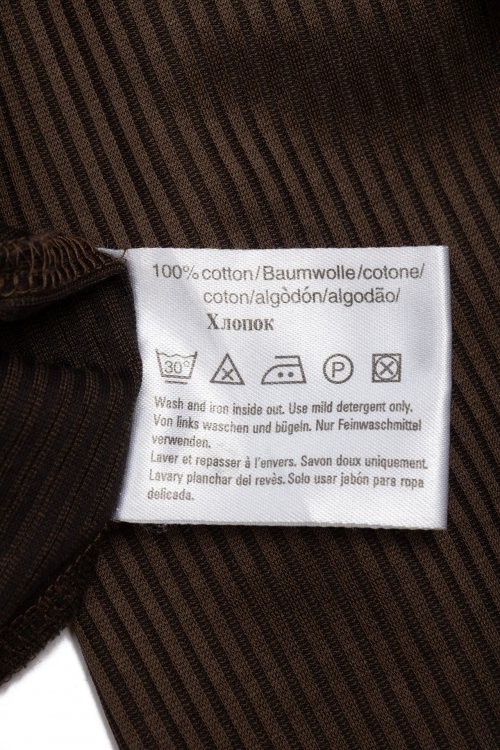 100% cotton/Baumwolle/cotone/
coton/algòdón/algodão/
Хлопок
30°
P
Wash and iron inside out. Use mild detergent only.
Von links waschen und bügeln. Nur Feinwaschmittel
verwenden.
Laver et repasser à l'envers. Savon doux uniquement.
Lavary planchar del revès. Solo usar jabón para ropa
delicada.